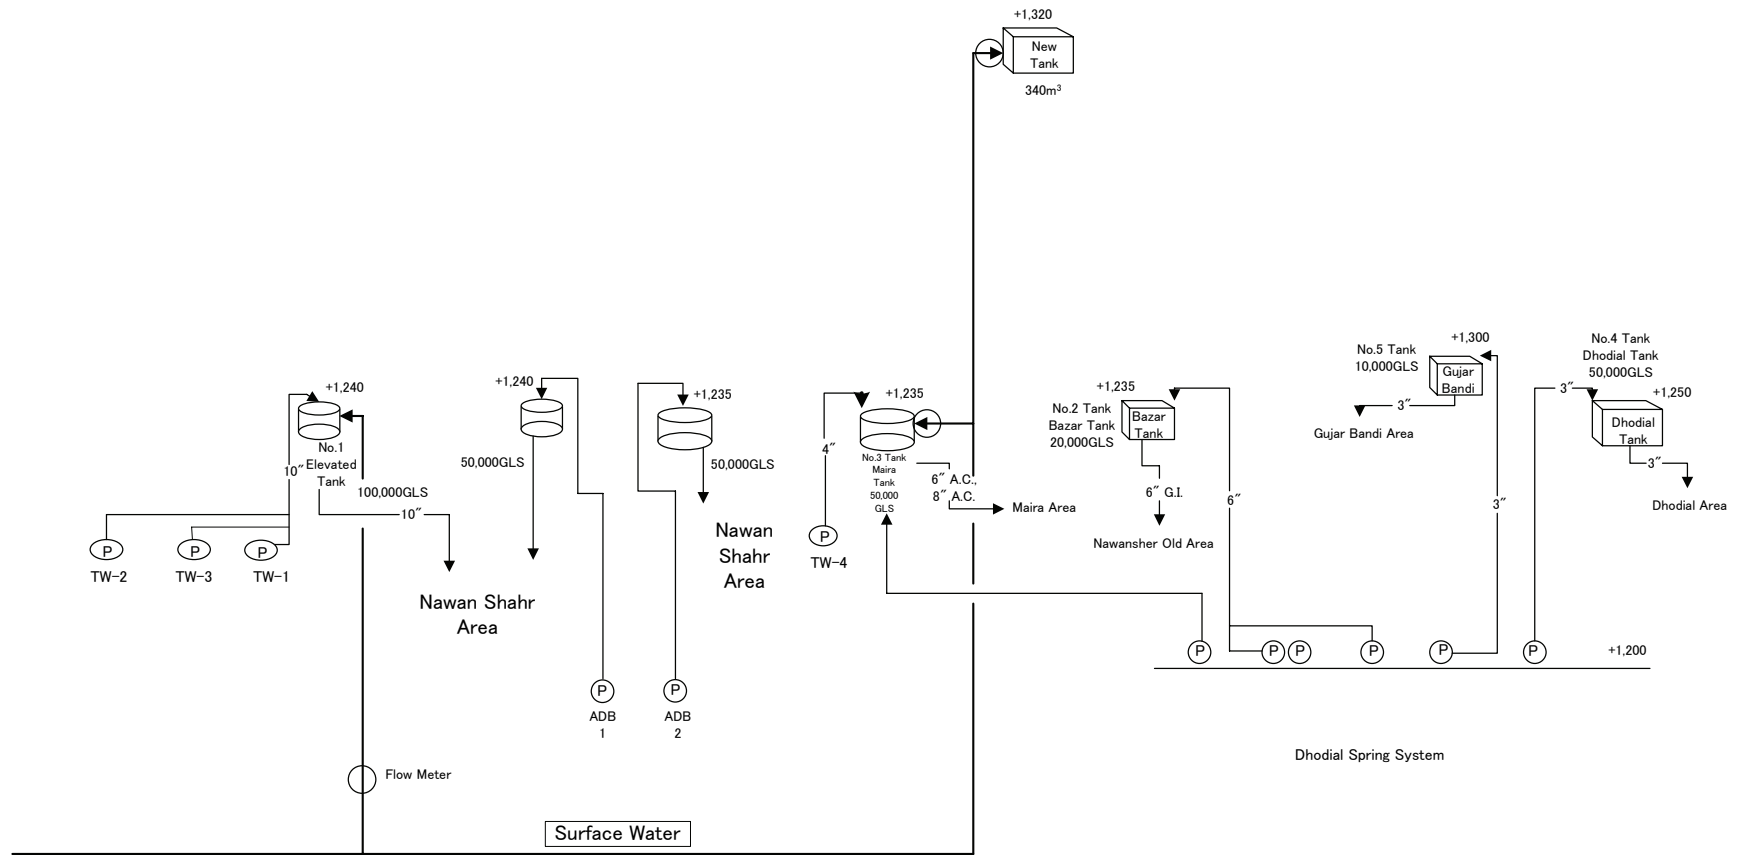 +1,320
New
Tank
340m³
+1,240
No.1
Elevated
Tank
10″
100,000GLS
10″
P
TW-2
P
TW-3
P
TW-1
Nawan Shahr
Area
+1,240
50,000GLS
P
ADB
1
+1,235
50,000GLS
Nawan
Shahr
Area
P
ADB
2
+1,235
4″
No.3 Tank
Maira
Tank
50,000
GLS
6″ A.C.,
8″ A.C.
Maira Area
P
TW-4
+1,235
No.2 Tank
Bazar Tank
20,000GLS
Bazar
Tank
6″ G.I.
6″
Nawansher Old Area
+1,300
No.5 Tank
10,000GLS
Gujar
Bandi
3″
Gujar Bandi Area
3″
No.4 Tank
Dhodial Tank
50,000GLS
3″
+1,250
Dhodial
Tank
3″
Dhodial Area
P
P
P
P
P
P
+1,200
Dhodial Spring System
Flow Meter
Surface Water